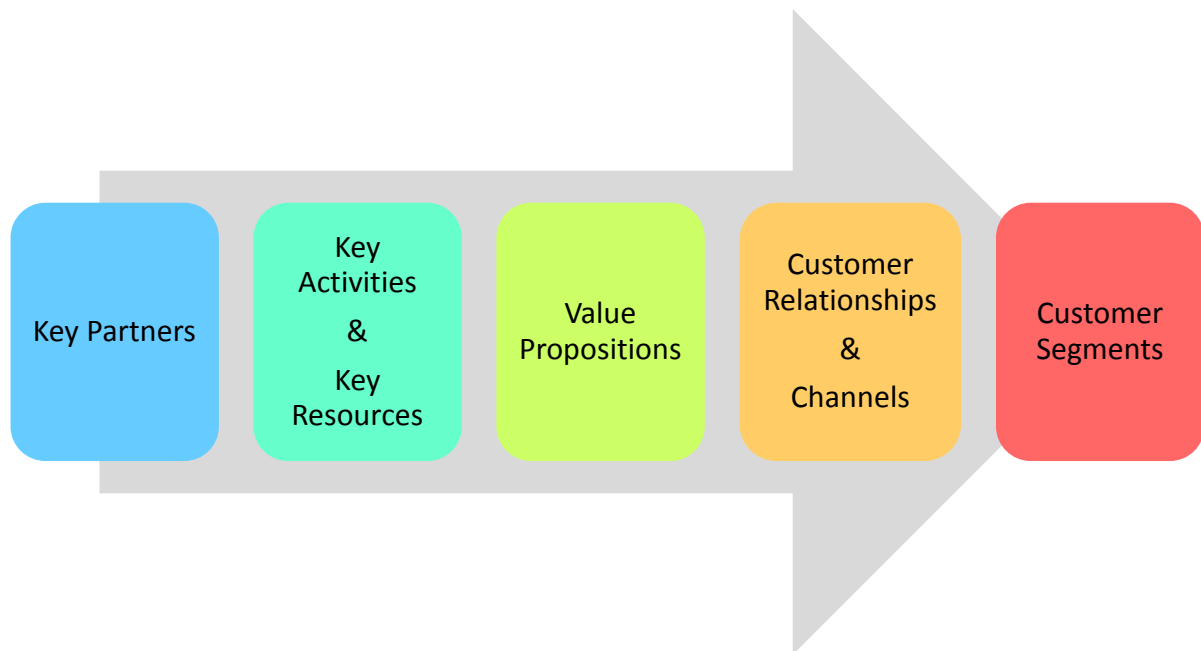 Key Partners
Key
Activities
&
Key
Resources
Value
Propositions
Customer
Relationships
&
Channels
Customer
Segments